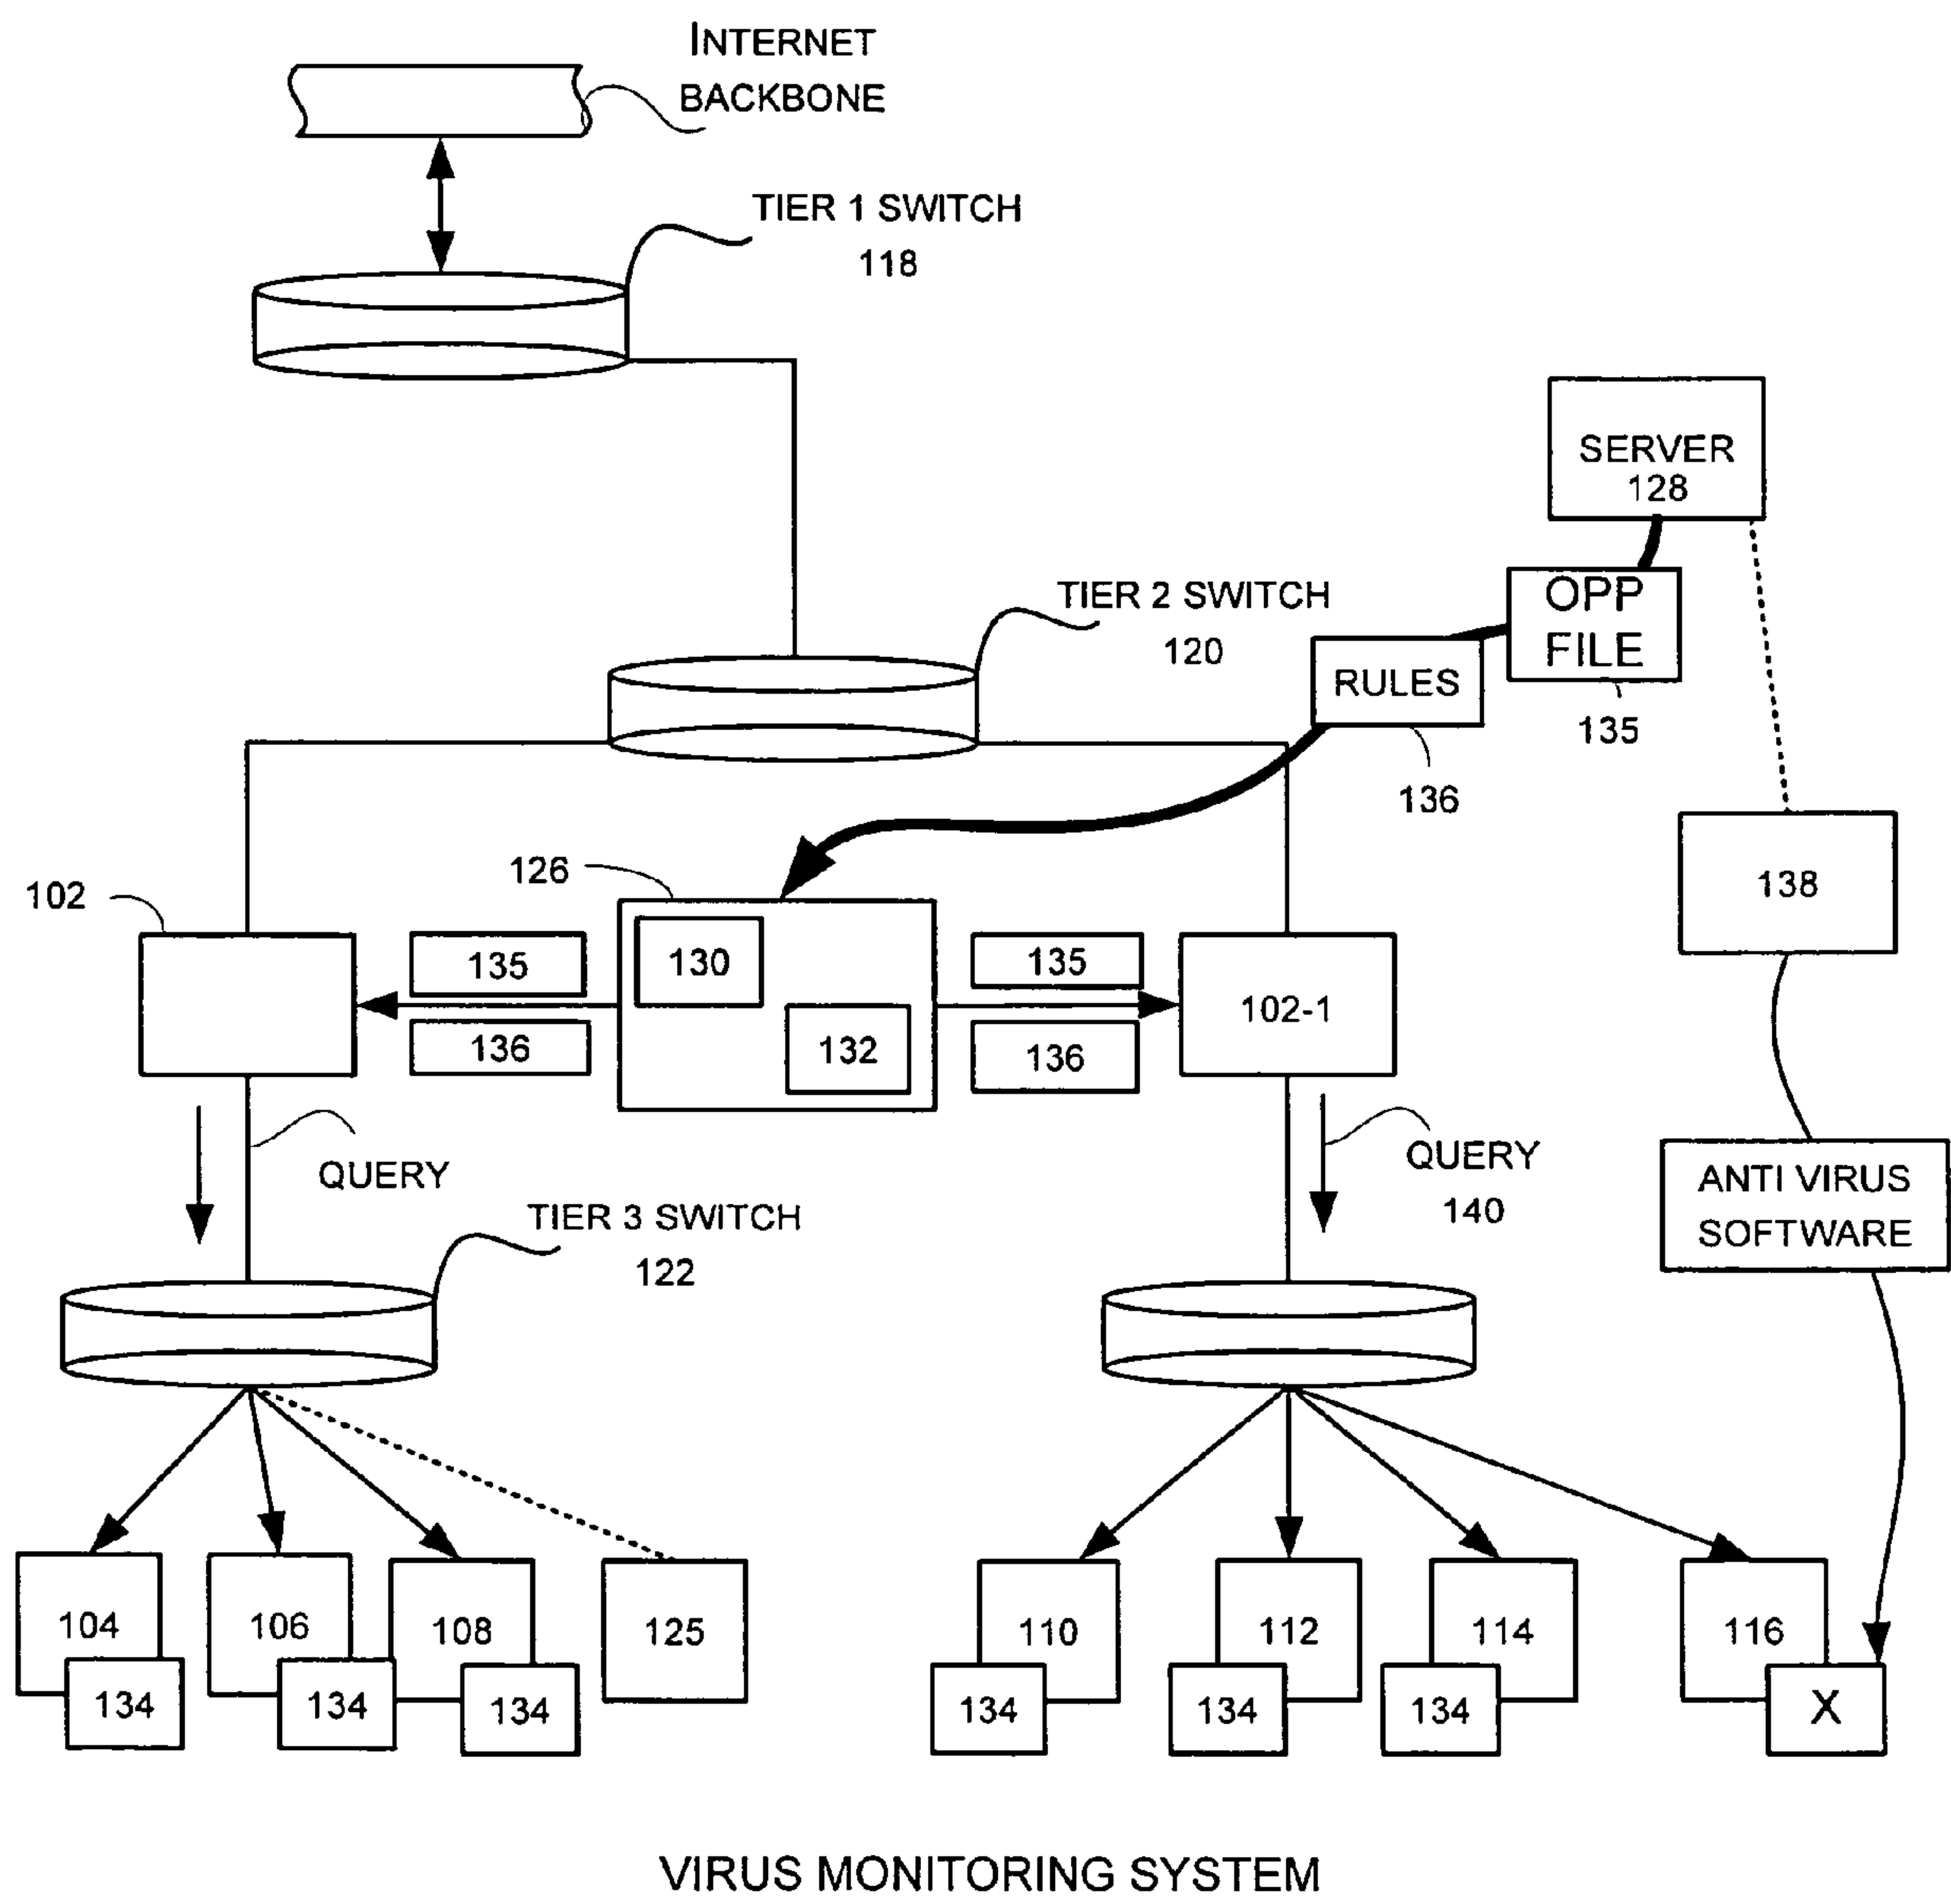 INTERNET
BACKBONE
TIER 1 SWITCH
118
SERVER
128
TIER 2 SWITCH
120
OPP
FILE
135
RULES
136
126
102
130
132
135
136
135
136
102-1
138
QUERY
QUERY
140
ANTI VIRUS
SOFTWARE
TIER 3 SWITCH
122
104
134
106
134
108
134
125
110
134
112
134
114
134
116
X
VIRUS MONITORING SYSTEM